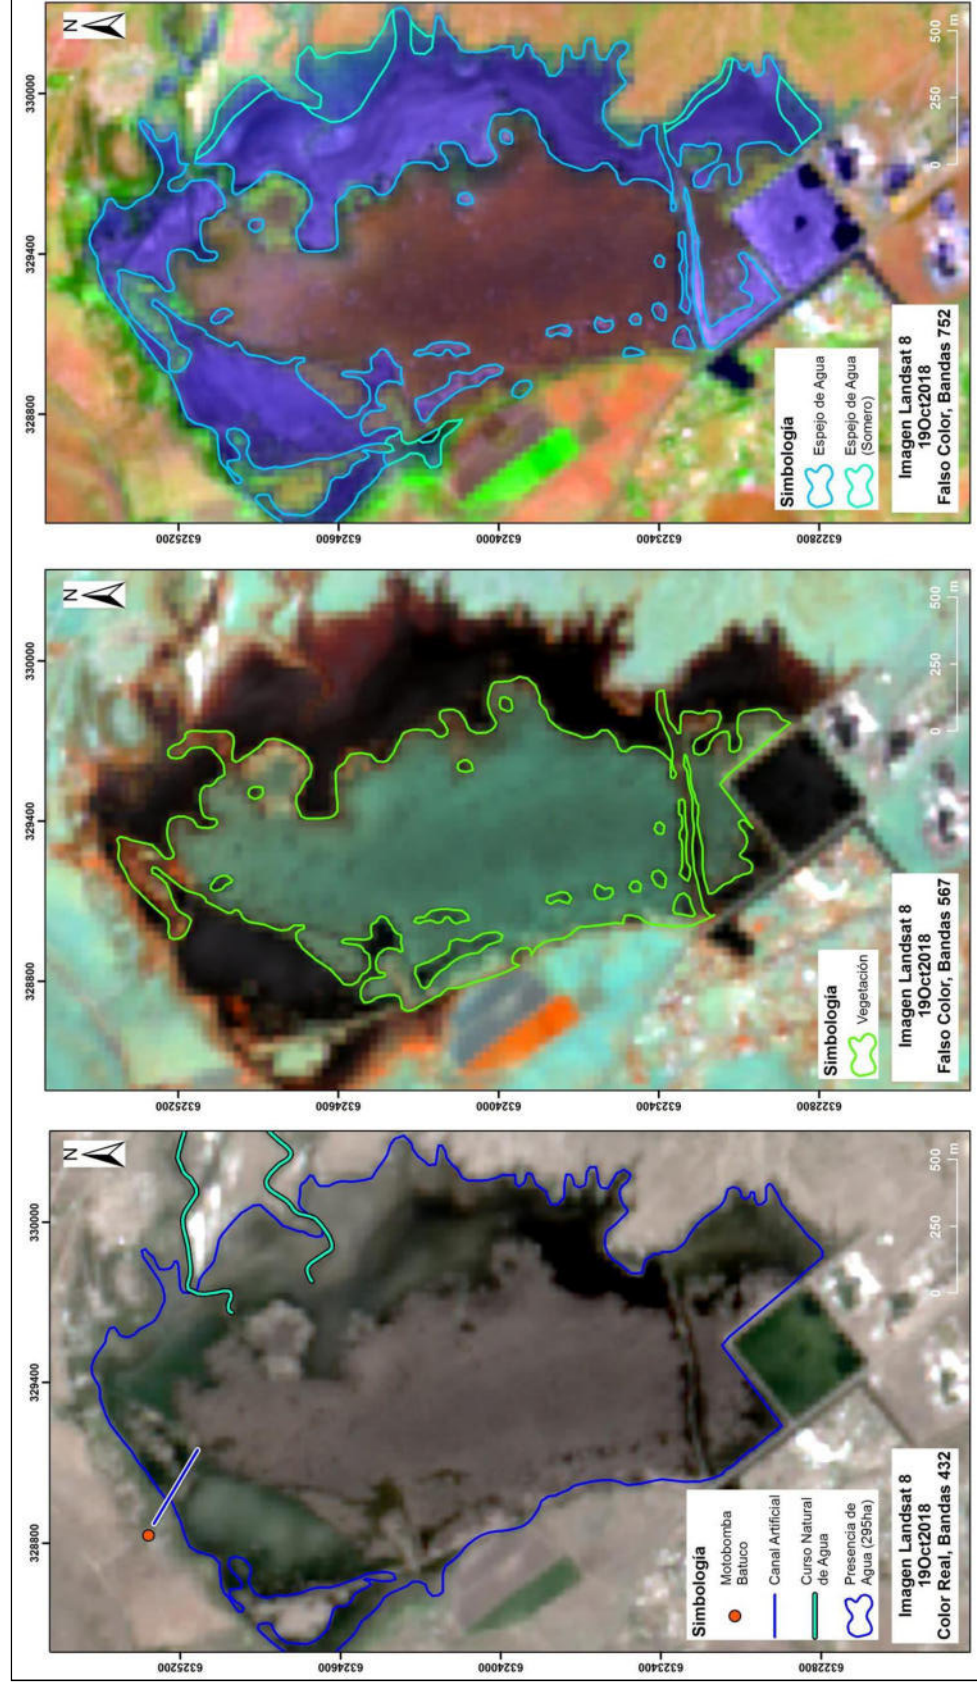 328800
329400
330000
N
6325200
6324600
6324000
6323400
6322800
Simbología
Motobomba
Batuco
Canal Artificial
Curso Natural
de Agua
Presencia de
Agua (295ha)
Imagen Landsat 8
19Oct2018
Color Real, Bandas 432
0 250 500
m
328800
329400
330000
N
6325200
6324600
6324000
6323400
6322800
Simbología
Vegetación
Imagen Landsat 8
19Oct2018
Falso Color, Bandas 567
0 250 500
m
328800
329400
330000
N
6325200
6324600
6324000
6323400
6322800
Simbología
Espejo de Agua
Espejo de Agua
(Somero)
Imagen Landsat 8
19Oct2018
Falso Color, Bandas 752
0 250 500
m